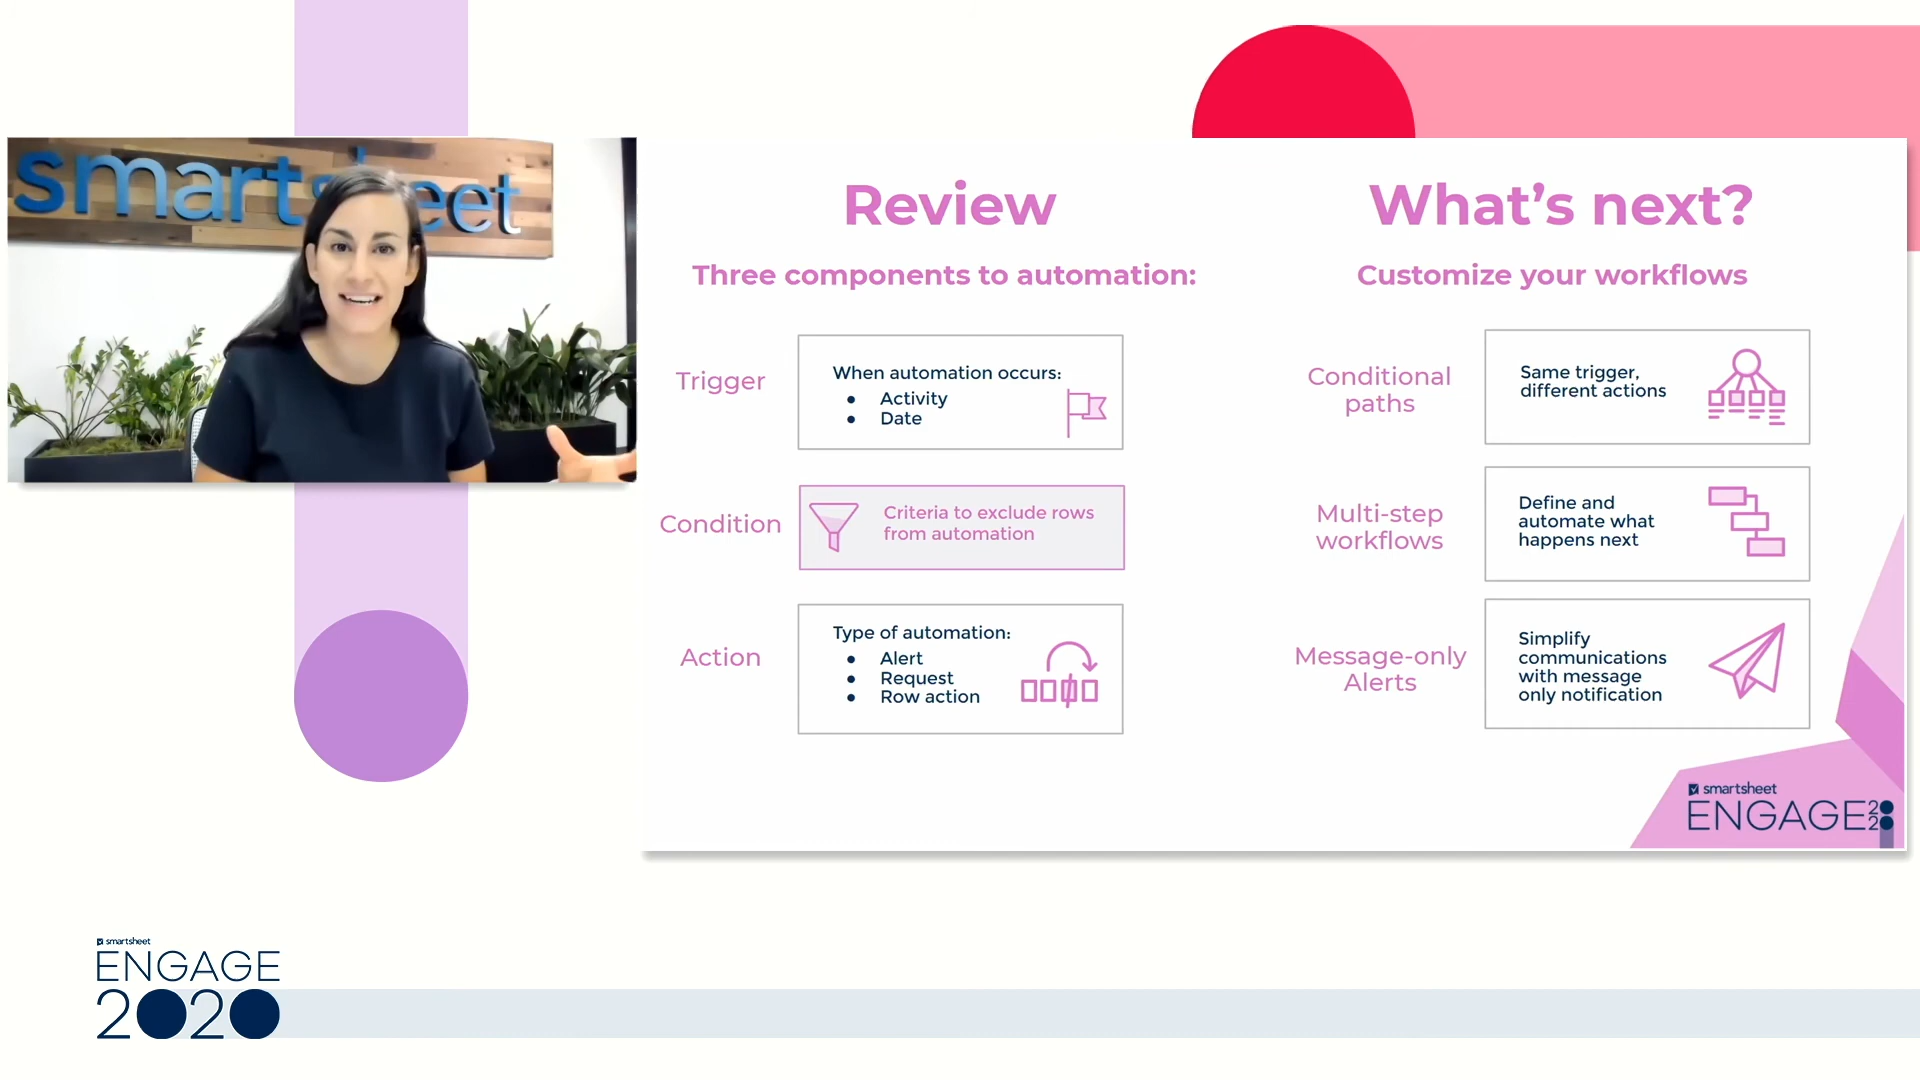 smartsheet
Review
Three components to automation:
Trigger
When automation occurs:
• Activity
• Date
Condition
Criteria to exclude rows
from automation
Action
Type of automation:
• Alert
• Request
• Row action
What's next?
Customize your workflows
Conditional
paths
Same trigger,
different actions
Multi-step
workflows
Define and
automate what
happens next
Message-only
Alerts
Simplify
communications
with message
only notification
smartsheet
ENGAGE 2020
smartsheet
ENGAGE
2020